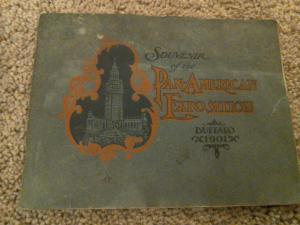 SOUVENIR
of the
PAN-AMERICAN
EXPOSITION
BUFFALO
1901